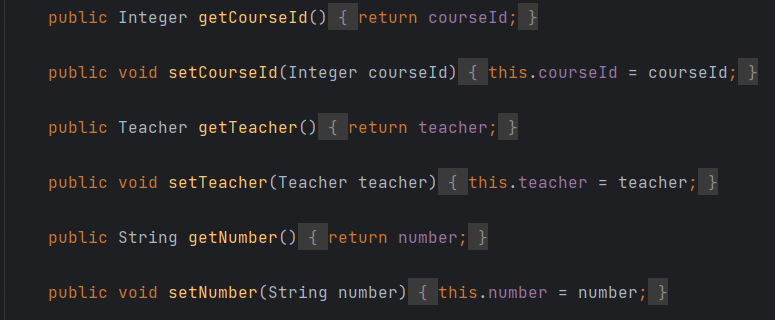 public Integer getCourseId() { return courseId; }
public void setCourseId(Integer courseId) { this.courseId = courseId; }
public Teacher getTeacher() { return teacher; }
public void setTeacher(Teacher teacher) { this.teacher = teacher; }
public String getNumber() { return number; }
public void setNumber(String number) { this.number = number; }